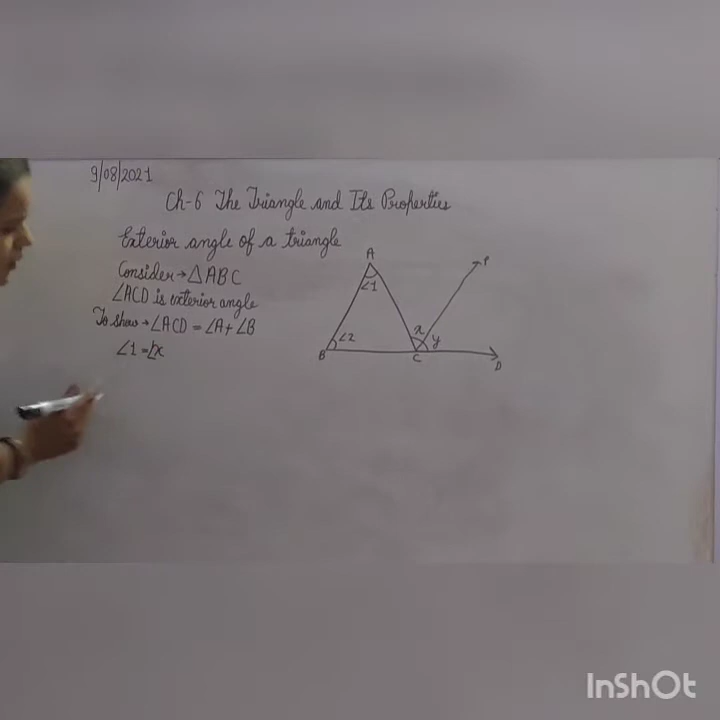 9/08/2021
Ch-6 The Triangle and Its Properties
Exterior angle of a triangle
Consider → △ABC
∠ACD is exterior angle
To show → ∠ACD = ∠A + ∠B
∠1 = ∠x
A
∠1
∠2
B
x
y
C
P
D
InShOt